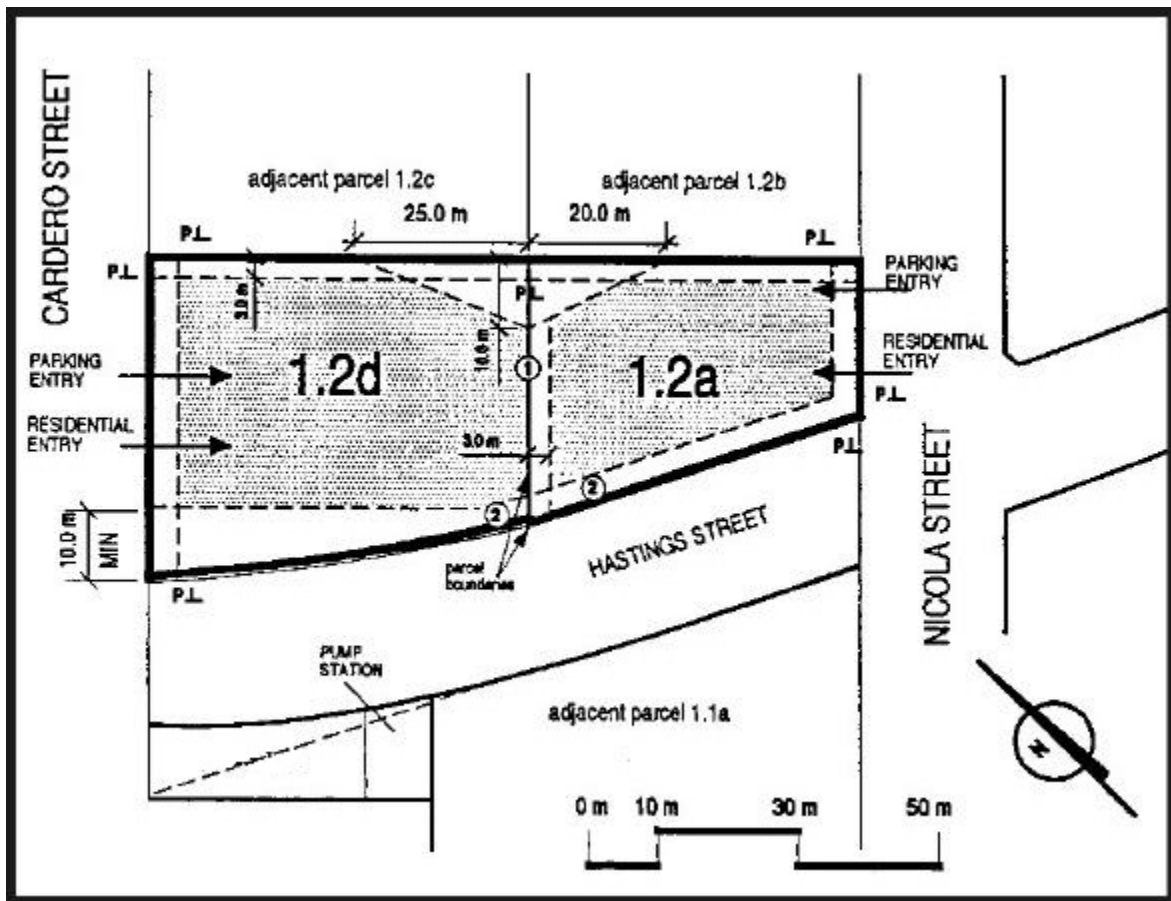 CARDERO STREET
adjacent parcel 1.2c
adjacent parcel 1.2b
25.0 m
20.0 m
P.L.
P.L.
P.L.
P.L.
3.0 m
10.0 m
1
PARKING
ENTRY
RESIDENTIAL
ENTRY
1.2d
1.2a
PARKING
ENTRY
RESIDENTIAL
ENTRY
P.L.
P.L.
3.0 m
2
2
10.0 m
MIN
parcel
boundaries
HASTINGS STREET
NICOLA STREET
P.L.
PUMP
STATION
adjacent parcel 1.1a
N
0 m
10 m
30 m
50 m